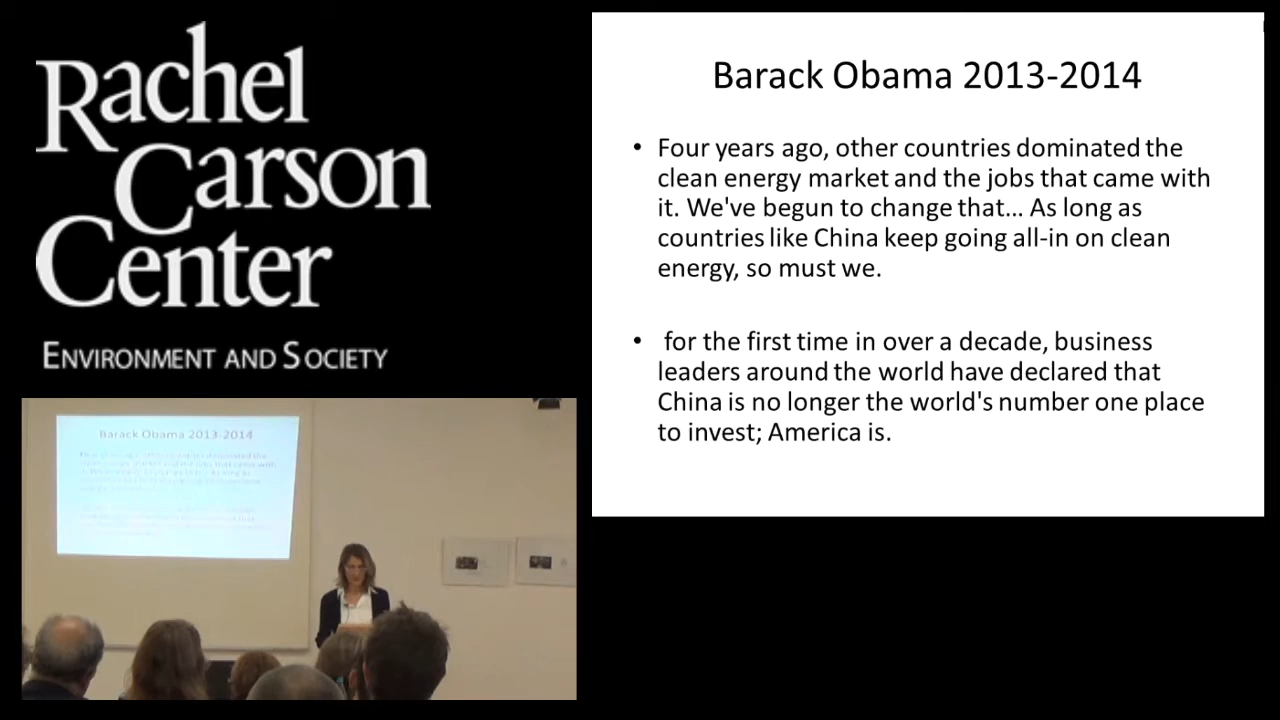 Rachel
Carson
Center
ENVIRONMENT AND SOCIETY
Barack Obama 2013-2014
• Four years ago, other countries dominated the
clean energy market and the jobs that came with
it. We've begun to change that... As long as
countries like China keep going all-in on clean
energy, so must we.
• for the first time in over a decade, business
leaders around the world have declared that
China is no longer the world's number one place
to invest; America is.
Barack Obama 2013-2014